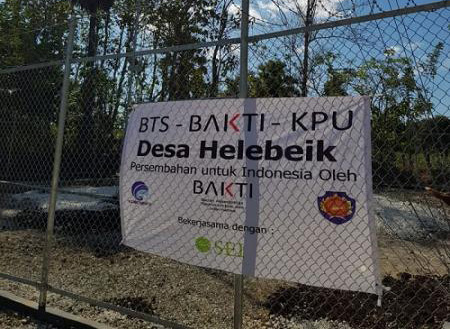 BTS - BAKTI - KPU
Desa Helebeik
Persembahan untuk Indonesia Oleh
BAKTI
Bekerjasama dengan :
SEI